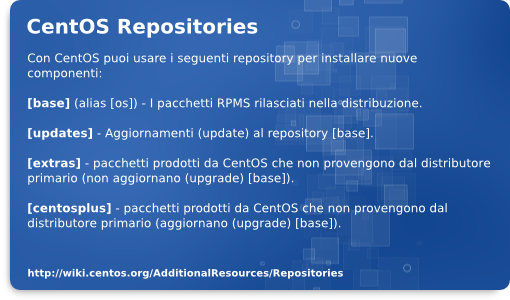 CentOS Repositories
Con CentOS puoi usare i seguenti repository per installare nuove
componenti:
[base] (alias [os]) - I pacchetti RPMS rilasciati nella distribuzione.
[updates] - Aggiornamenti (update) al repository [base].
[extras] - pacchetti prodotti da CentOS che non provengono dal distributore
primario (non aggiornano (upgrade) [base]).
[centosplus] - pacchetti prodotti da CentOS che non provengono dal
distributore primario (aggiornano (upgrade) [base]).
http://wiki.centos.org/AdditionalResources/Repositories